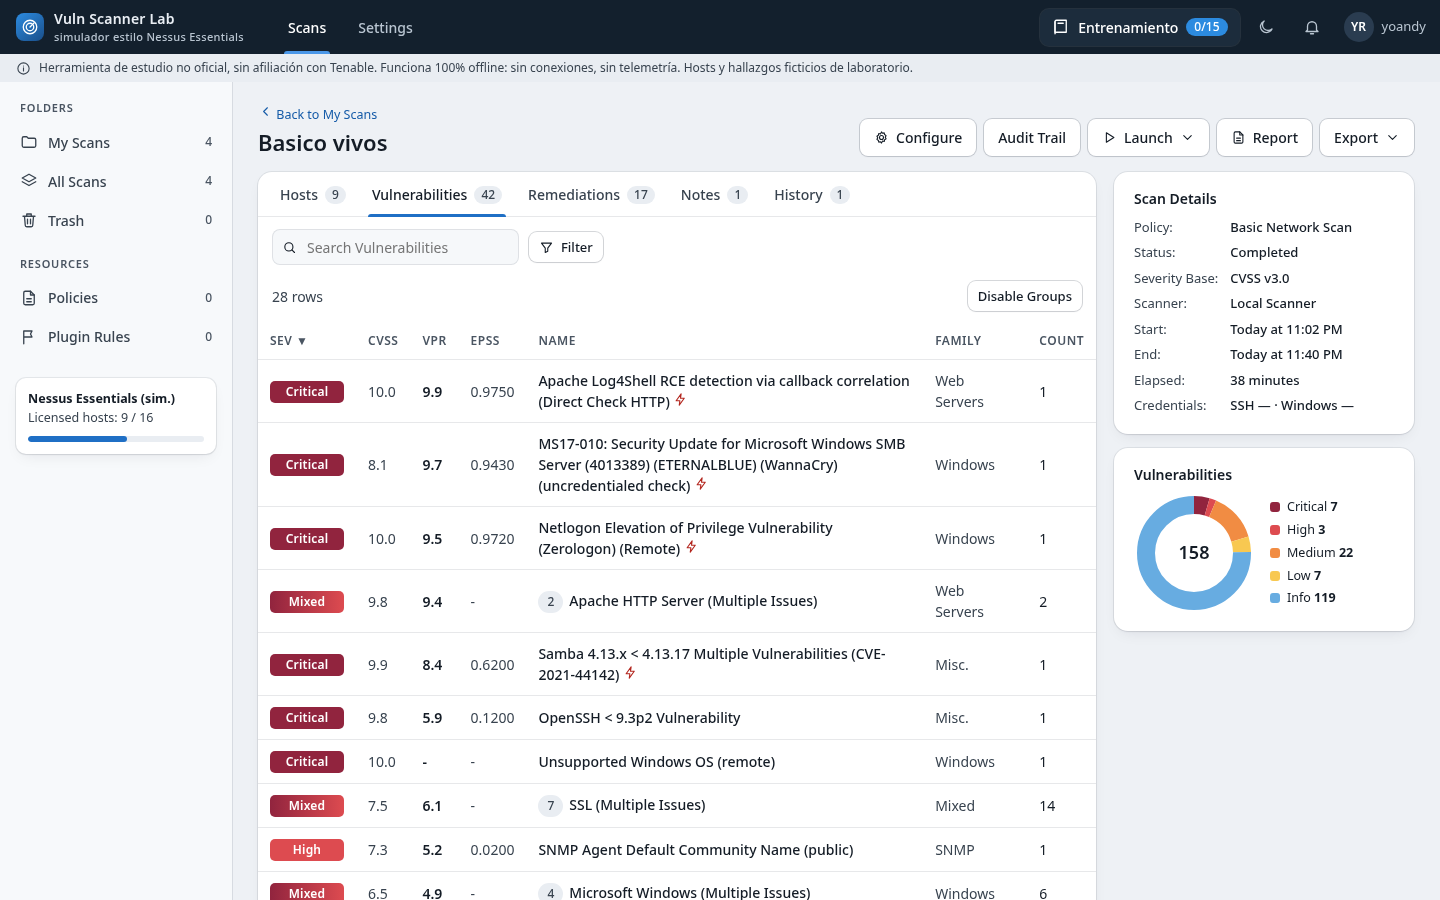 Vuln Scanner Lab
simulador estilo Nessus Essentials
Scans
Settings
Entrenamiento 0/15
YR yoandy
Herramienta de estudio no oficial, sin afiliación con Tenable. Funciona 100% offline: sin conexiones, sin telemetría. Hosts y hallazgos ficticios de laboratorio.
FOLDERS
My Scans 4
All Scans 4
Trash 0
RESOURCES
Policies 0
Plugin Rules 0
Nessus Essentials (sim.)
Licensed hosts: 9 / 16
Back to My Scans
Basico vivos
Configure
Audit Trail
Launch
Report
Export
Hosts 9
Vulnerabilities 42
Remediations 17
Notes 1
History 1
Search Vulnerabilities
Filter
28 rows
Disable Groups
SEV ▼ CVSS VPR EPSS NAME FAMILY COUNT
Critical 10.0 9.9 0.9750 Apache Log4Shell RCE detection via callback correlation
(Direct Check HTTP)
Web
Servers
1
Critical 8.1 9.7 0.9430 MS17-010: Security Update for Microsoft Windows SMB
Server (4013389) (ETERNALBLUE) (WannaCry)
(uncredentialed check)
Windows 1
Critical 10.0 9.5 0.9720 Netlogon Elevation of Privilege Vulnerability
(Zerologon) (Remote)
Windows 1
Mixed 9.8 9.4 - 2 Apache HTTP Server (Multiple Issues)
Web
Servers
2
Critical 9.9 8.4 0.6200 Samba 4.13.x < 4.13.17 Multiple Vulnerabilities (CVE-
2021-44142)
Misc. 1
Critical 9.8 5.9 0.1200 OpenSSH < 9.3p2 Vulnerability Misc. 1
Critical 10.0 - - Unsupported Windows OS (remote) Windows 1
Mixed 7.5 6.1 - 7 SSL (Multiple Issues) Mixed 14
High 7.3 5.2 0.0200 SNMP Agent Default Community Name (public) SNMP 1
Mixed 6.5 4.9 - 4 Microsoft Windows (Multiple Issues) Windows 6
Scan Details
Policy: Basic Network Scan
Status: Completed
Severity Base: CVSS v3.0
Scanner: Local Scanner
Start: Today at 11:02 PM
End: Today at 11:40 PM
Elapsed: 38 minutes
Credentials: SSH — · Windows —
Vulnerabilities
158
Critical 7
High 3
Medium 22
Low 7
Info 119